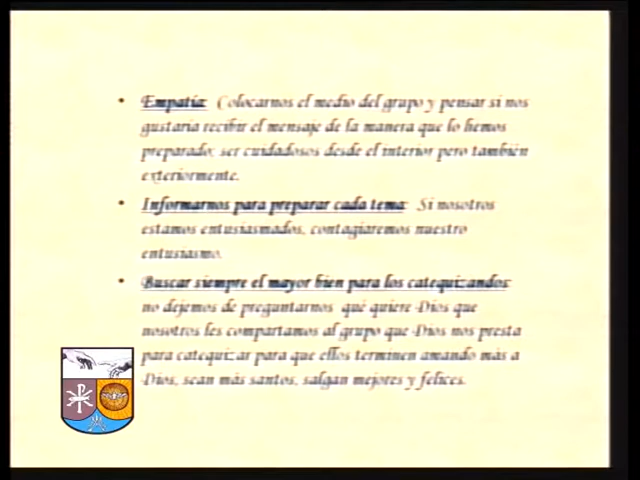 • Empatía: Colocarnos el medio del grupo y pensar si nos
gustaría recibir el mensaje de la manera que lo hemos
preparado; ser cuidadosos desde el interior pero también
exteriormente.
• Informarnos para preparar cada tema: Si nosotros
estamos entusiasmados, contagiaremos nuestro
entusiasmo.
• Buscar siempre el mayor bien para los catequizandos:
no dejemos de preguntarnos qué quiere Dios que
nosotros les compartamos al grupo que Dios nos presta
para catequizar para que ellos terminen amando más a
Dios, sean más santos, salgan mejores y felices.